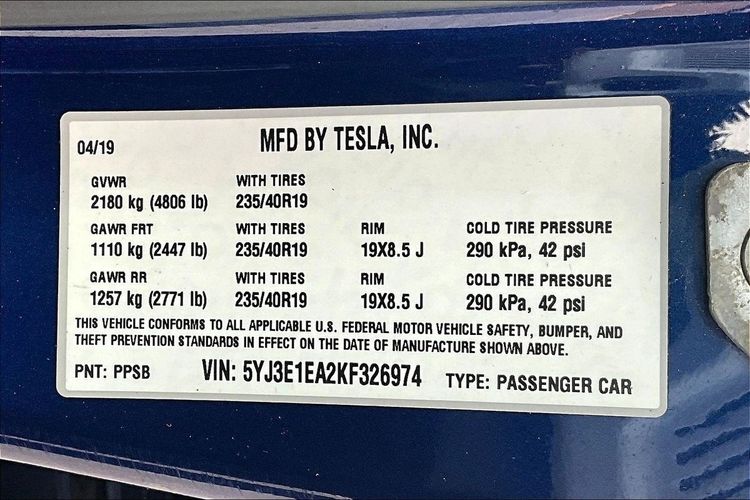 04/19 MFD BY TESLA, INC.
GVWR WITH TIRES
2180 kg (4806 lb) 235/40R19
GAWR FRT WITH TIRES RIM COLD TIRE PRESSURE
1110 kg (2447 lb) 235/40R19 19X8.5 J 290 kPa, 42 psi
GAWR RR WITH TIRES RIM COLD TIRE PRESSURE
1257 kg (2771 lb) 235/40R19 19X8.5 J 290 kPa, 42 psi
THIS VEHICLE CONFORMS TO ALL APPLICABLE U.S. FEDERAL MOTOR VEHICLE SAFETY, BUMPER, AND
THEFT PREVENTION STANDARDS IN EFFECT ON THE DATE OF MANUFACTURE SHOWN ABOVE.
PNT: PPSB VIN: 5YJ3E1EA2KF326974 TYPE: PASSENGER CAR